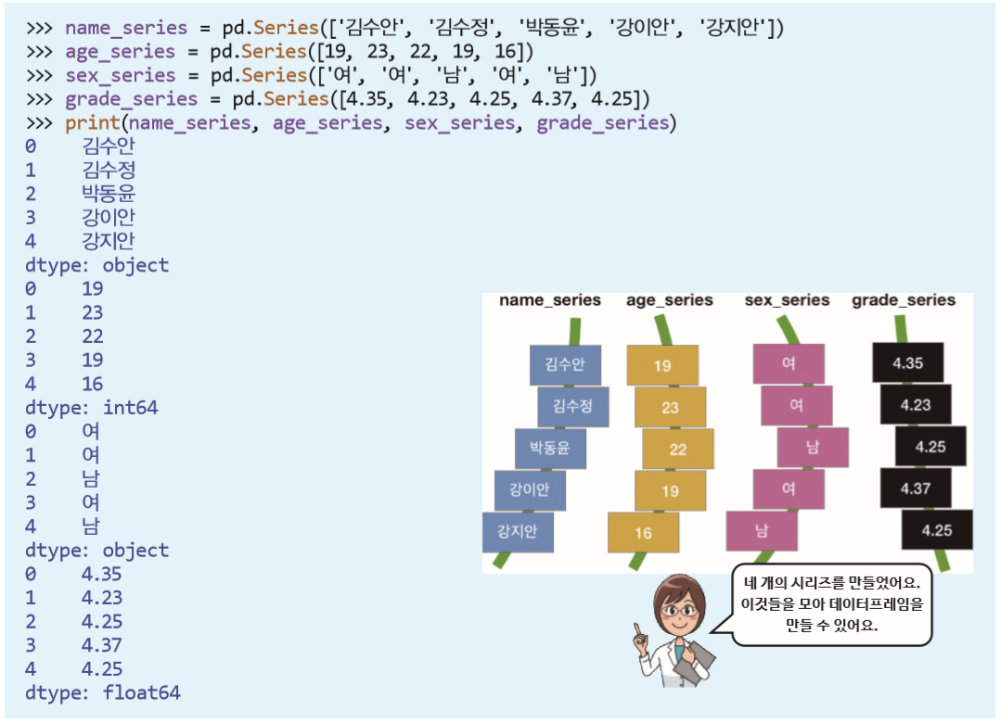 >>> name_series = pd.Series(['김수안', '김수정', '박동윤', '강이안', '강지안'])
>>> age_series = pd.Series([19, 23, 22, 19, 16])
>>> sex_series = pd.Series(['여', '여', '남', '여', '남'])
>>> grade_series = pd.Series([4.35, 4.23, 4.25, 4.37, 4.25])
>>> print(name_series, age_series, sex_series, grade_series)
0 김수안
1 김수정
2 박동윤
3 강이안
4 강지안
dtype: object
0 19
1 23
2 22
3 19
4 16
dtype: int64
0 여
1 여
2 남
3 여
4 남
dtype: object
0 4.35
1 4.23
2 4.25
3 4.37
4 4.25
dtype: float64
name_series age_series sex_series grade_series
김수안 19 여 4.35
김수정 23 여 4.23
박동윤 22 남 4.25
강이안 19 여 4.37
강지안 16 남 4.25
네 개의 시리즈를 만들었어요.
이것들을 모아 데이터프레임을
만들 수 있어요.